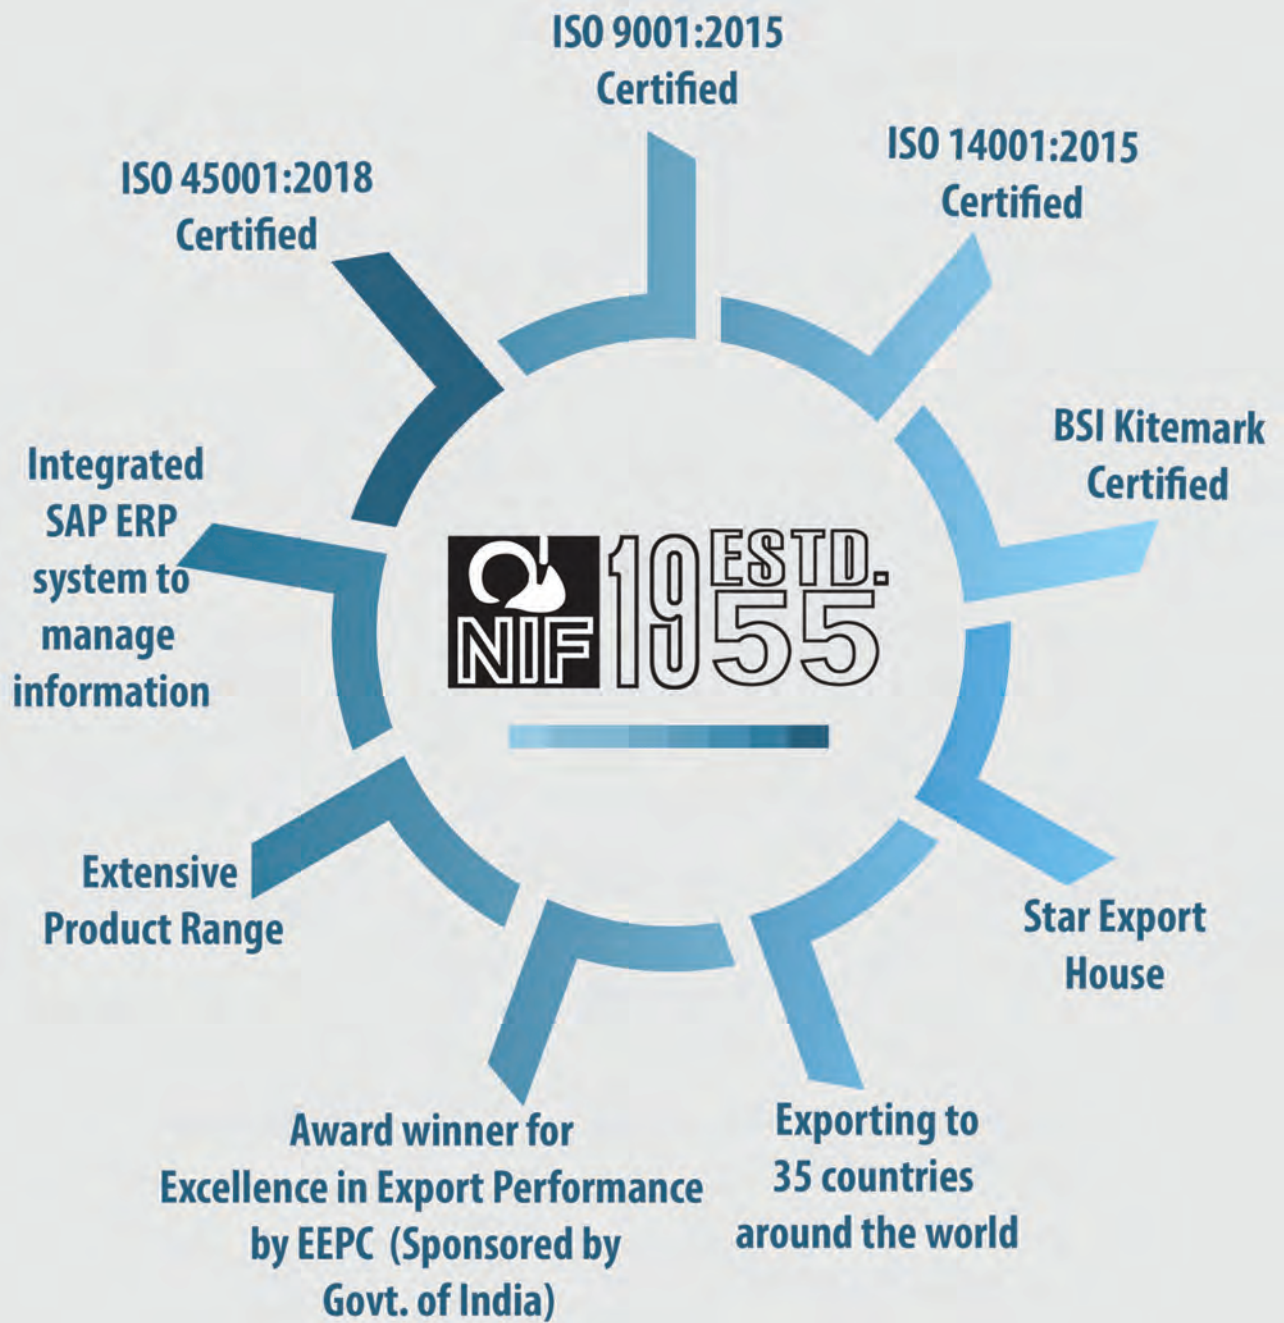 ISO 9001:2015
Certified
ISO 14001:2015
Certified
BSI Kitemark
Certified
Star Export
House
Exporting to
35 countries
around the world
Award winner for
Excellence in Export Performance
by EEPC (Sponsored by
Govt. of India)
Extensive
Product Range
Integrated
SAP ERP
system to
manage
information
ISO 45001:2018
Certified
NIF
19 ESTD.
55